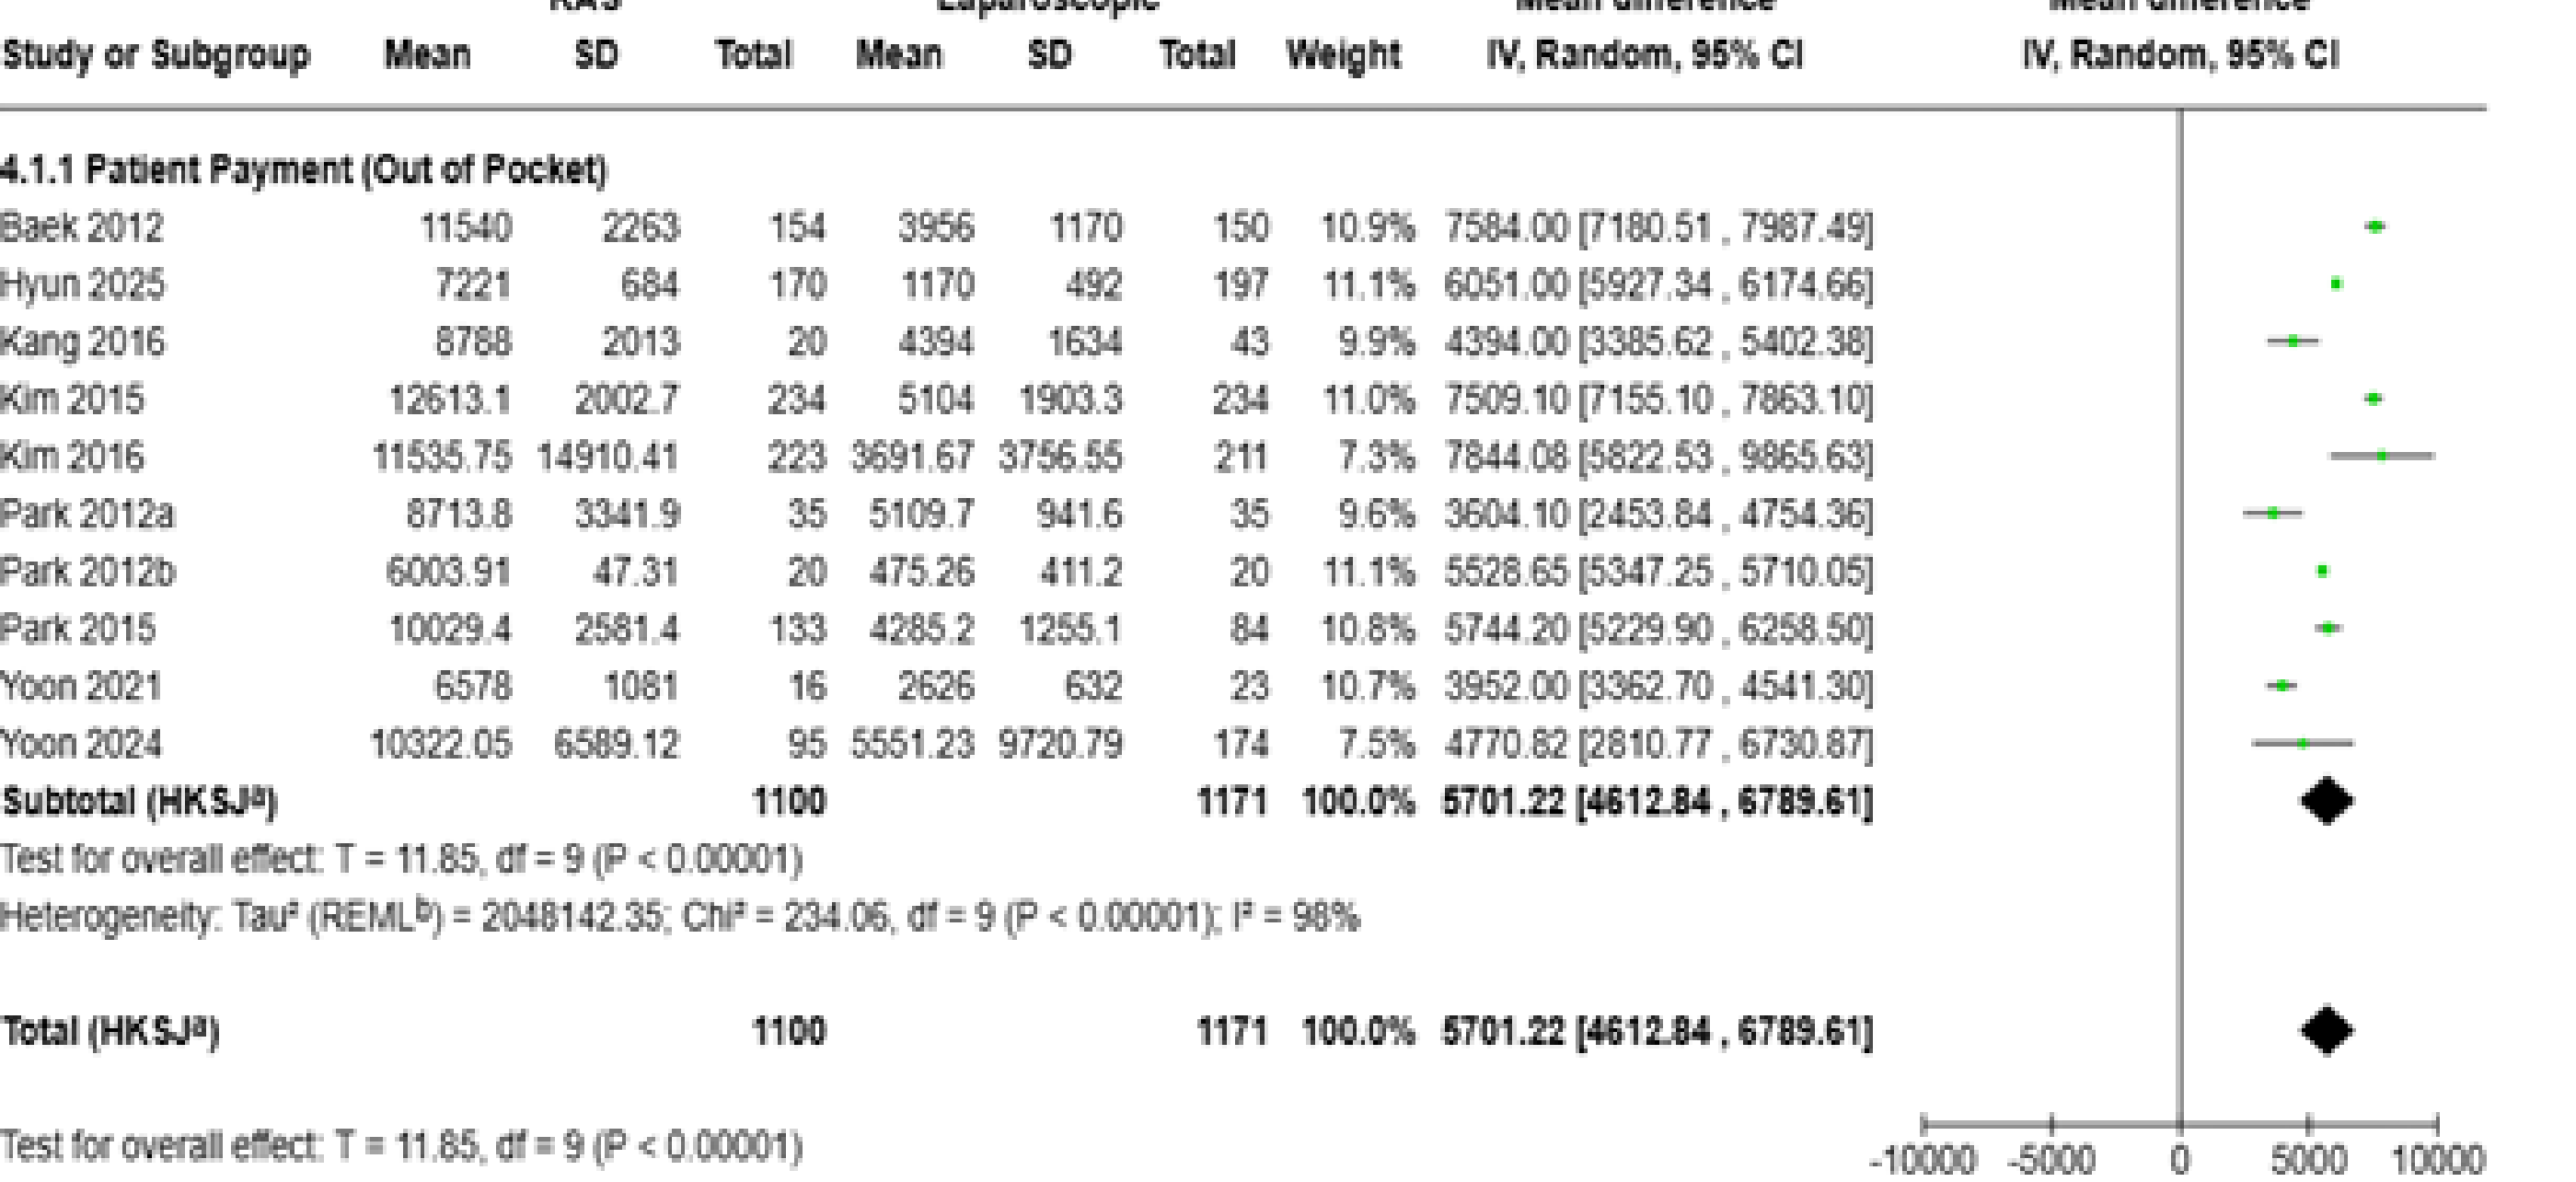 RAS Laparoscopic Mean difference Mean difference
Study or Subgroup Mean SD Total Mean SD Total Weight IV, Random, 95% CI IV, Random, 95% CI
4.1.1 Patient Payment (Out of Pocket)
Baek 2012 11540 2263 154 3956 1170 150 10.9% 7584.00 [7180.51 , 7987.49]
Hyun 2025 7221 684 170 1170 492 197 11.1% 6051.00 [5927.34 , 6174.66]
Kang 2016 8788 2013 20 4394 1634 43 9.9% 4394.00 [3385.62 , 5402.38]
Kim 2015 12613.1 2002.7 234 5104 1903.3 234 11.0% 7509.10 [7155.10 , 7863.10]
Kim 2016 11535.75 14910.41 223 3691.67 3756.55 211 7.3% 7844.08 [5822.53 , 9865.63]
Park 2012a 8713.8 3341.9 35 5109.7 941.6 35 9.6% 3604.10 [2453.84 , 4754.36]
Park 2012b 6003.91 47.31 20 475.26 411.2 20 11.1% 5528.65 [5347.25 , 5710.05]
Park 2015 10029.4 2581.4 133 4285.2 1255.1 84 10.8% 5744.20 [5229.90 , 6258.50]
Yoon 2021 6578 1081 16 2626 632 23 10.7% 3952.00 [3362.70 , 4541.30]
Yoon 2024 10322.05 6589.12 95 5551.23 9720.79 174 7.5% 4770.82 [2810.77 , 6730.87]
Subtotal (HKSJª) 1100 1171 100.0% 5701.22 [4612.84 , 6789.61]
Test for overall effect: T = 11.85, df = 9 (P < 0.00001)
Heterogeneity: Tau² (REMLᵇ) = 2048142.35; Chi² = 234.06, df = 9 (P < 0.00001); I² = 98%
Total (HKSJª) 1100 1171 100.0% 5701.22 [4612.84 , 6789.61]
Test for overall effect: T = 11.85, df = 9 (P < 0.00001)
-10000 -5000 0 5000 10000